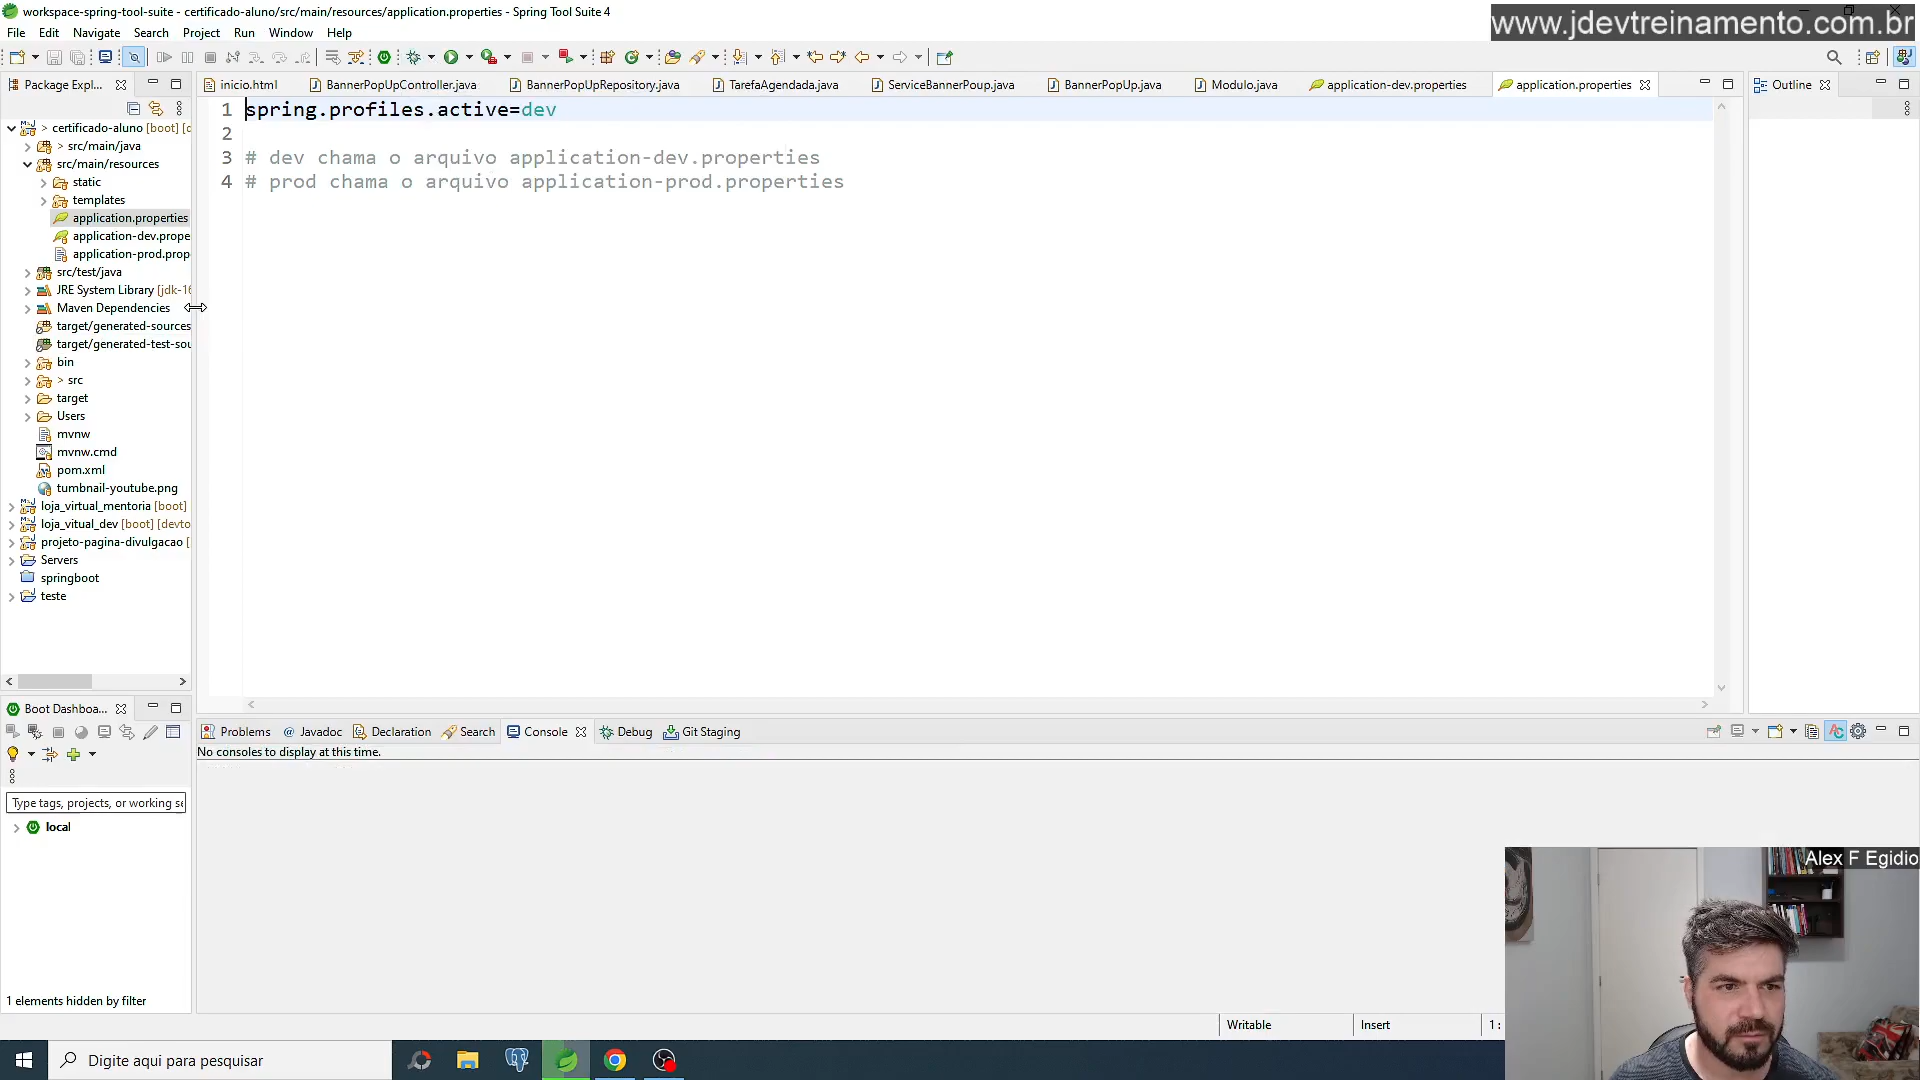 workspace-spring-tool-suite - certificado-aluno/src/main/resources/application.properties - Spring Tool Suite 4
www.jdevtreinamento.com.br
File Edit Navigate Search Project Run Window Help
Package Expl...
inicio.html BannerPopUpController.java BannerPopUpRepository.java TarefaAgendada.java ServiceBannerPoup.java BannerPopUp.java Modulo.java application-dev.properties application.properties
Outline
certificado-aluno [boot] [c
> src/main/java
src/main/resources
static
templates
application.properties
application-dev.prope
application-prod.prop
src/test/java
JRE System Library [jdk-16
Maven Dependencies
target/generated-sources
target/generated-test-sou
bin
> src
target
Users
mvnw
mvnw.cmd
pom.xml
tumbnail-youtube.png
loja_virtual_mentoria [boot]
loja_vitual_dev [boot] [devto
projeto-pagina-divulgacao [
Servers
springboot
teste
1 spring.profiles.active=dev
2
3 # dev chama o arquivo application-dev.properties
4 # prod chama o arquivo application-prod.properties
Boot Dashboa...
Type tags, projects, or working se
local
1 elements hidden by filter
Problems Javadoc Declaration Search Console Debug Git Staging
No consoles to display at this time.
Alex F Egidio
Writable Insert 1:
Digite aqui para pesquisar